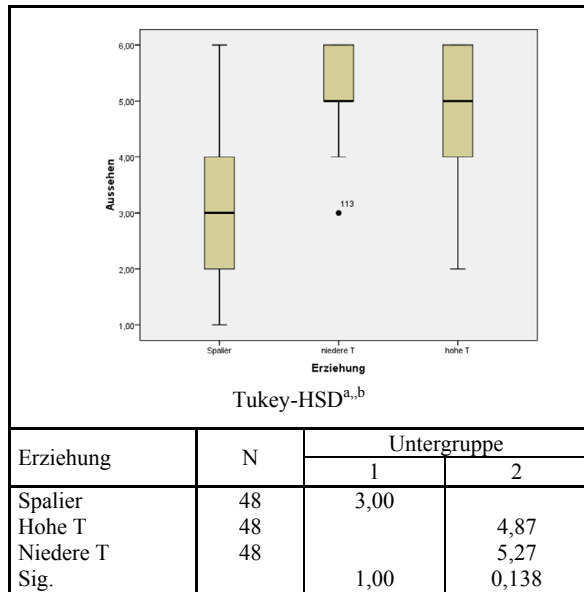 6,00
5,00
4,00
3,00
2,00
1,00
Aussehen
113
Spalier niedere T hohe T
Erziehung
Tukey-HSDa,,b
Erziehung N Untergruppe
1 2
Spalier 48 3,00
Hohe T 48 4,87
Niedere T 48 5,27
Sig. 1,00 0,138